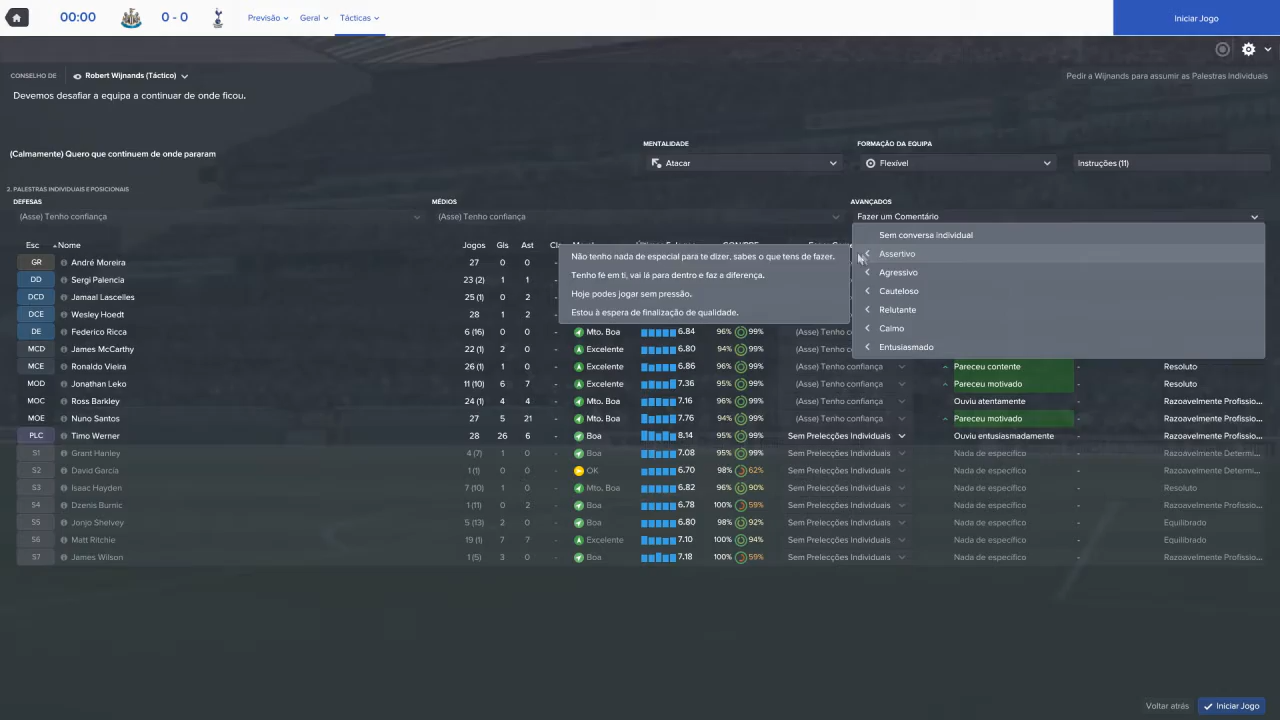 00:00 0 - 0 Previsão Geral Tácticas Iniciar Jogo
CONSELHO DE Robert Wijnands (Táctico) Pedir a Wijnands para assumir as Palestras Individuais
Devemos desafiar a equipa a continuar de onde ficou.
MENTALIDADE FORMAÇÃO DA EQUIPA
(Calmamente) Quero que continuem de onde pararam
Atacar Flexível Instruções (11)
2. PALESTRAS INDIVIDUAIS E POSICIONAIS
DEFESAS MÉDIOS AVANÇADOS
(Asse) Tenho confiança (Asse) Tenho confiança Fazer um Comentário
Sem conversa individual
Assertivo
Agressivo
Cauteloso
Relutante
Calmo
Entusiasmado
Não tenho nada de especial para te dizer, sabes o que tens de fazer.
Tenho fé em ti, vai lá para dentro e faz a diferença.
Hoje podes jogar sem pressão.
Estou à espera de finalização de qualidade.
Esc Nome Jogos Gls Ast
GR André Moreira 27 0 0 -
DD Sergi Palencia 23 (2) 1 1 -
DCD Jamaal Lascelles 25 (1) 0 2 -
DCE Wesley Hoedt 28 1 2 -
DE Federico Ricca 6 (16) 0 0 - Mto. Boa 6.84 96% 99% (Asse) Tenho co
MCD James McCarthy 22 (1) 2 0 - Excelente 6.80 94% 99% (Asse) Tenho co
MCE Ronaldo Vieira 26 (1) 1 0 - Excelente 6.86 96% 99% (Asse) Tenho confiança Pareceu contente - Resoluto
MOD Jonathan Leko 11 (10) 6 7 - Excelente 7.36 95% 99% (Asse) Tenho confiança Pareceu motivado - Resoluto
MOC Ross Barkley 24 (1) 4 4 - Mto. Boa 7.16 96% 99% (Asse) Tenho confiança Ouviu atentamente - Razoavelmente Profissio...
MOE Nuno Santos 27 5 21 - Mto. Boa 7.76 94% 99% (Asse) Tenho confiança Pareceu motivado - Razoavelmente Profissio...
PLC Timo Werner 28 26 6 - Boa 8.14 95% 99% Sem Prelecções Individuais Ouviu entusiasmadamente - Razoavelmente Profissio...
S1 Grant Hanley 4 (7) 1 0 - Boa 7.08 95% 99% Sem Prelecções Individuais Nada de específico - Razoavelmente Determi...
S2 David García 1 (1) 0 0 - OK 6.70 98% 62% Sem Prelecções Individuais Nada de específico - Razoavelmente Determi...
S3 Isaac Hayden 7 (10) 1 0 - Mto. Boa 6.82 96% 90% Sem Prelecções Individuais Nada de específico - Resoluto
S4 Dzenis Burnic 11 (1) 0 2 - Boa 6.78 100% 59% Sem Prelecções Individuais Nada de específico - Razoavelmente Profissio...
S5 Jonjo Shelvey 5 (13) 2 0 - Boa 6.80 98% 92% Sem Prelecções Individuais Nada de específico - Equilibrado
S6 Matt Ritchie 19 (1) 7 7 - Excelente 7.10 100% 94% Sem Prelecções Individuais Nada de específico - Equilibrado
S7 James Wilson 1 (5) 3 0 - Boa 7.18 100% 59% Sem Prelecções Individuais Nada de específico - Razoavelmente Profissio...
Voltar atrás Iniciar Jogo